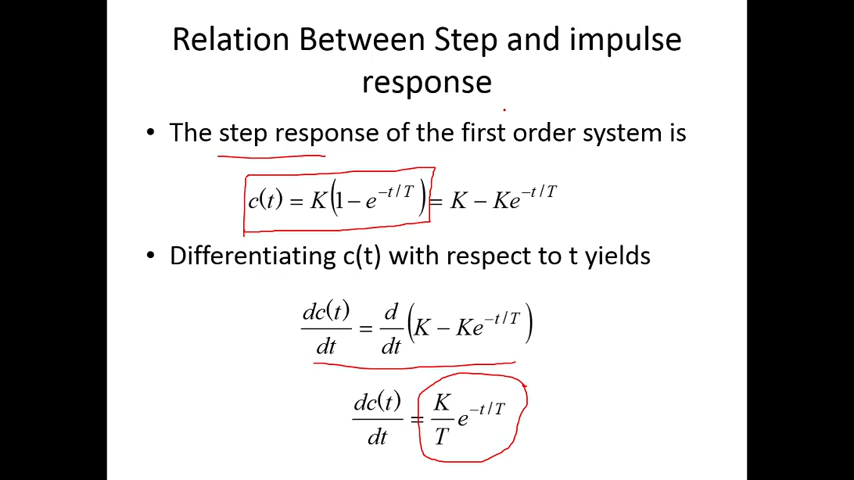 Relation Between Step and impulse
response
• The step response of the first order system is
c(t) = K(1 − e^{−t/T}) = K − Ke^{−t/T}
• Differentiating c(t) with respect to t yields
dc(t)/dt = d/dt (K − Ke^{−t/T})
dc(t)/dt = K/T e^{−t/T}